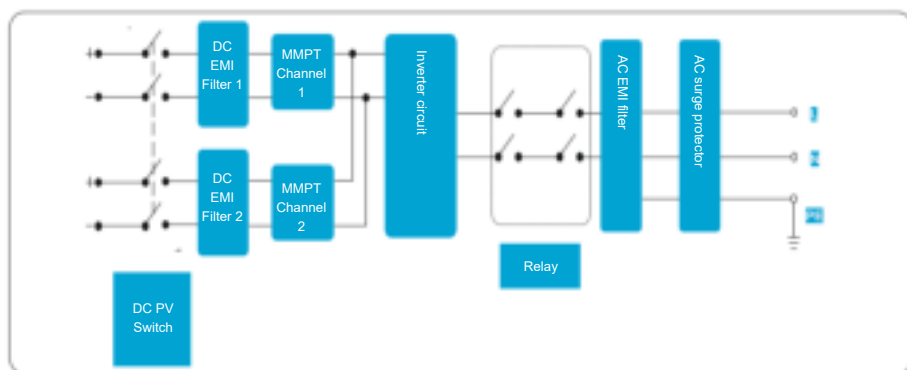 DC
EMI
Filter 1
MMPT
Channel
1
Inverter circuit
AC EMI filter
AC surge protector
DC
EMI
Filter 2
MMPT
Channel
2
Relay
DC PV
Switch